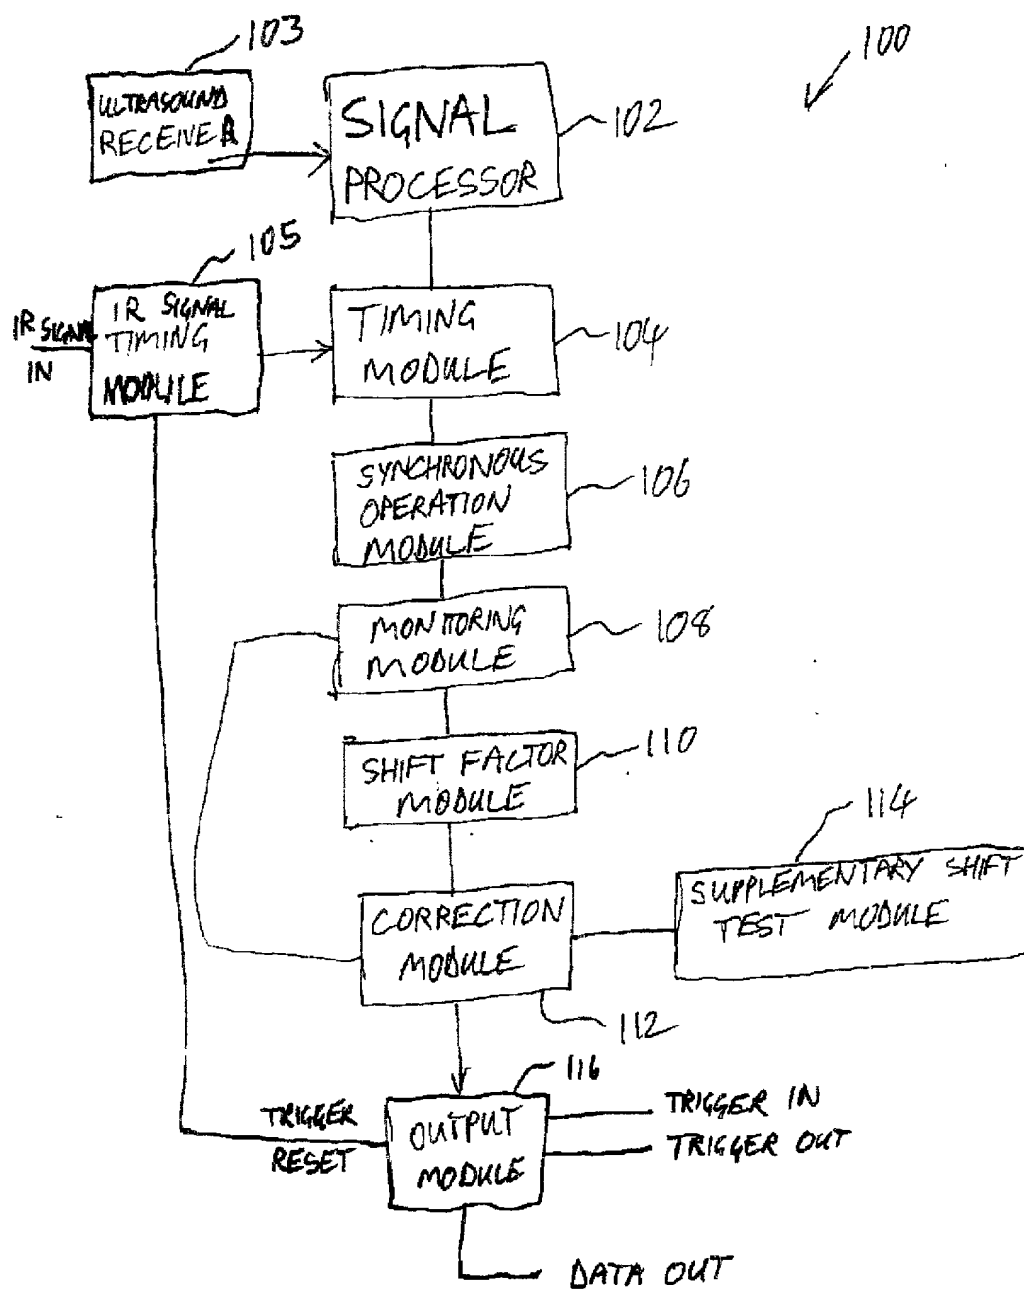 103
100
ULTRASOUND
RECEIVER
SIGNAL
PROCESSOR
102
105
IR SIGNAL
IN
IR SIGNAL
TIMING
MODULE
TIMING
MODULE
104
SYNCHRONOUS
OPERATION
MODULE
106
MONITORING
MODULE
108
SHIFT FACTOR
MODULE
110
114
CORRECTION
MODULE
SUPPLEMENTARY SHIFT
TEST MODULE
112
116
TRIGGER
RESET
OUTPUT
MODULE
TRIGGER IN
TRIGGER OUT
DATA OUT